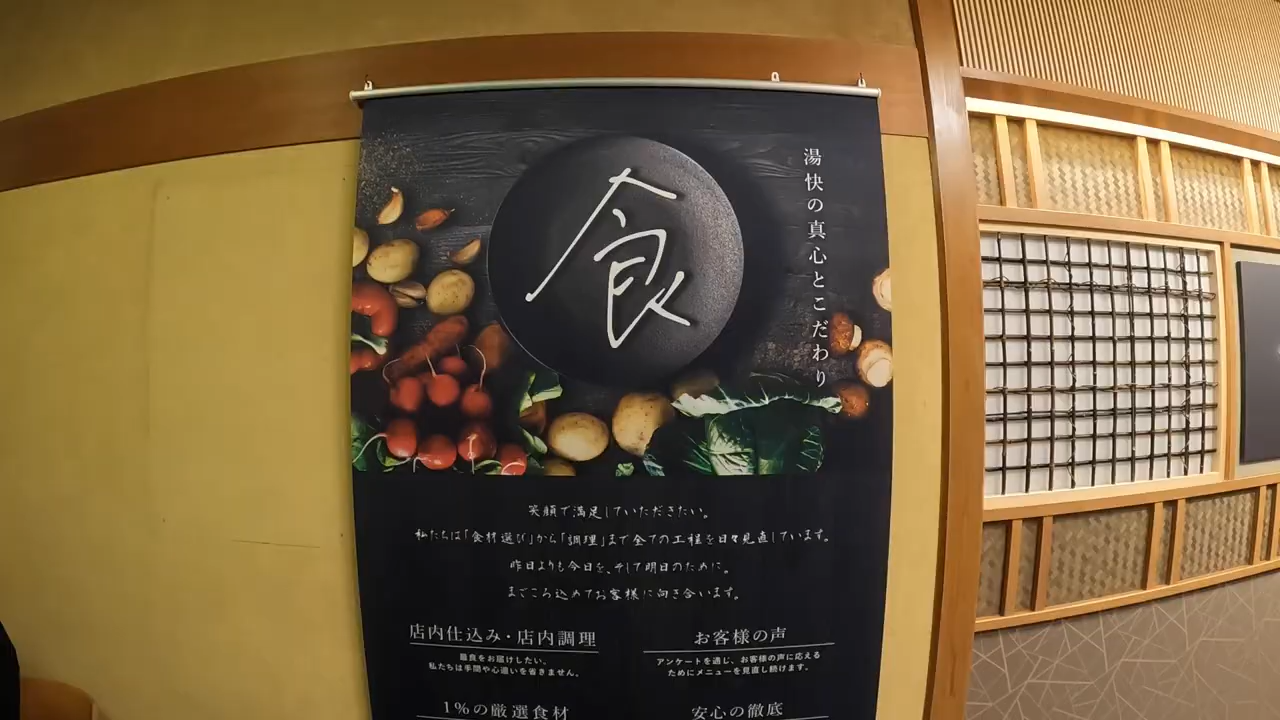 食
湯快の真心とこだわり
笑顔で満足していただきたい。
私たちは「食材選び」から「調理」まで全ての工程を日々見直しています。
昨日よりも今日を、そして明日のために。
まごころ込めてお客様に向き合います。
店内仕込み・店内調理
最良をお届けしたい。
私たちは手間や心遣いを省きません。
お客様の声
アンケートを通じ、お客様の声に応える
ためにメニューを見直し続けます。
1%の厳選食材
安心の徹底